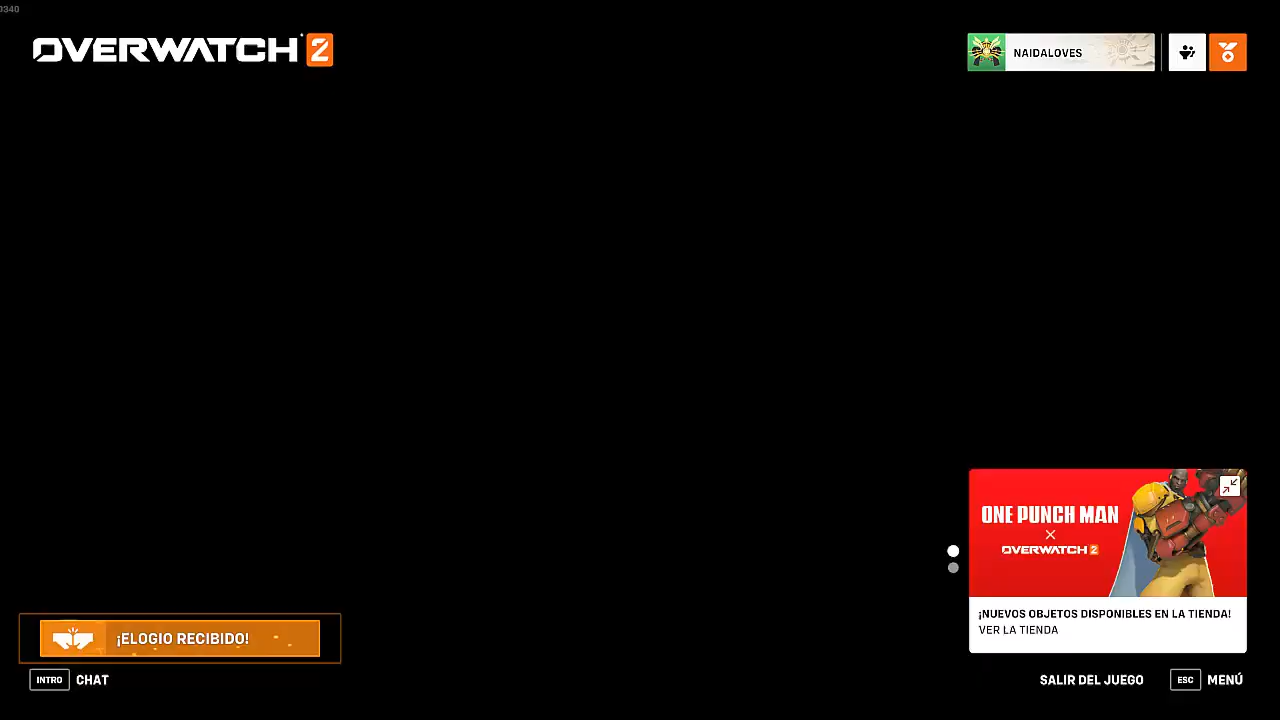 0340
OVERWATCH 2
NAIDALOVES
ONE PUNCH MAN
×
OVERWATCH 2
¡NUEVOS OBJETOS DISPONIBLES EN LA TIENDA!
VER LA TIENDA
¡ELOGIO RECIBIDO!
INTRO CHAT
SALIR DEL JUEGO
ESC MENÚ